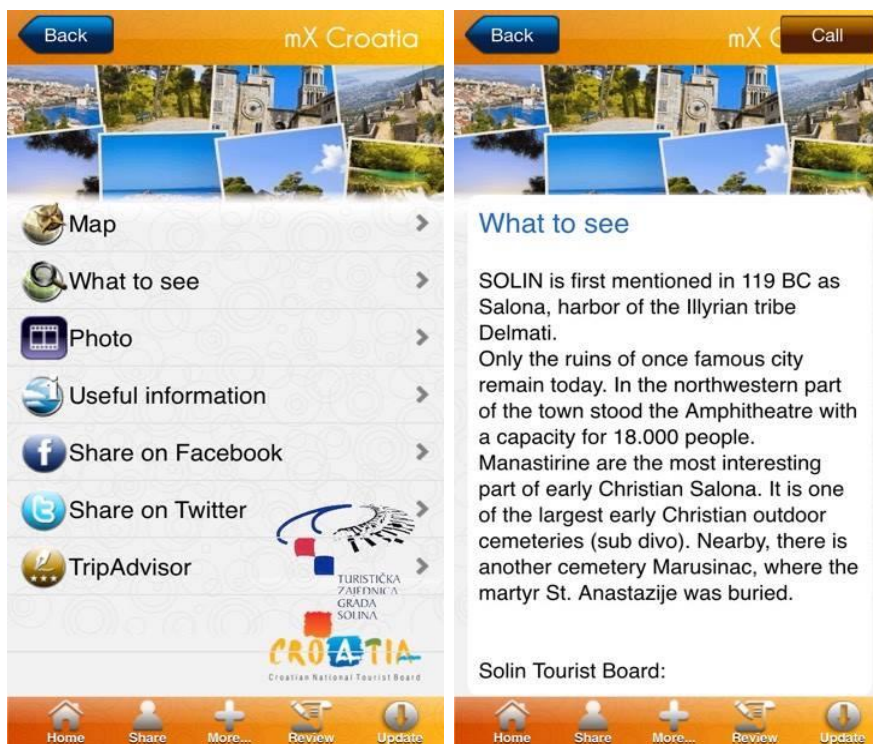 Back
mX Croatia
Map
What to see
Photo
Useful information
Share on Facebook
Share on Twitter
TripAdvisor
TURISTIČKA
ZAJEDNICA
GRADA
SOLINA
CROATIA
Croatian National Tourist Board
Home
Share
More...
Review
Update
Back
mX C
Call
What to see
SOLIN is first mentioned in 119 BC as
Salona, harbor of the Illyrian tribe
Delmati.
Only the ruins of once famous city
remain today. In the northwestern part
of the town stood the Amphitheatre with
a capacity for 18.000 people.
Manastirine are the most interesting
part of early Christian Salona. It is one
of the largest early Christian outdoor
cemeteries (sub divo). Nearby, there is
another cemetery Marusinac, where the
martyr St. Anastazije was buried.
Solin Tourist Board:
Home
Share
More...
Review
Update